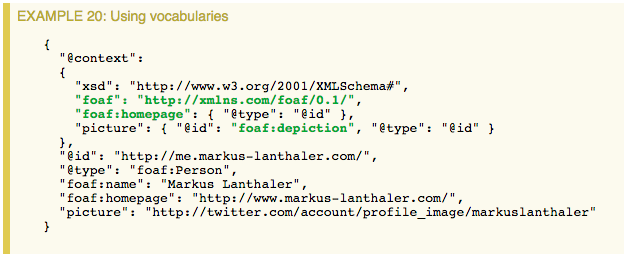 EXAMPLE 20: Using vocabularies
{
"@context":
{
"xsd": "http://www.w3.org/2001/XMLSchema#",
"foaf": "http://xmlns.com/foaf/0.1/",
"foaf:homepage": { "@type": "@id" },
"picture": { "@id": "foaf:depiction", "@type": "@id" }
},
"@id": "http://me.markus-lanthaler.com/",
"@type": "foaf:Person",
"foaf:name": "Markus Lanthaler",
"foaf:homepage": "http://www.markus-lanthaler.com/",
"picture": "http://twitter.com/account/profile_image/markuslanthaler"
}